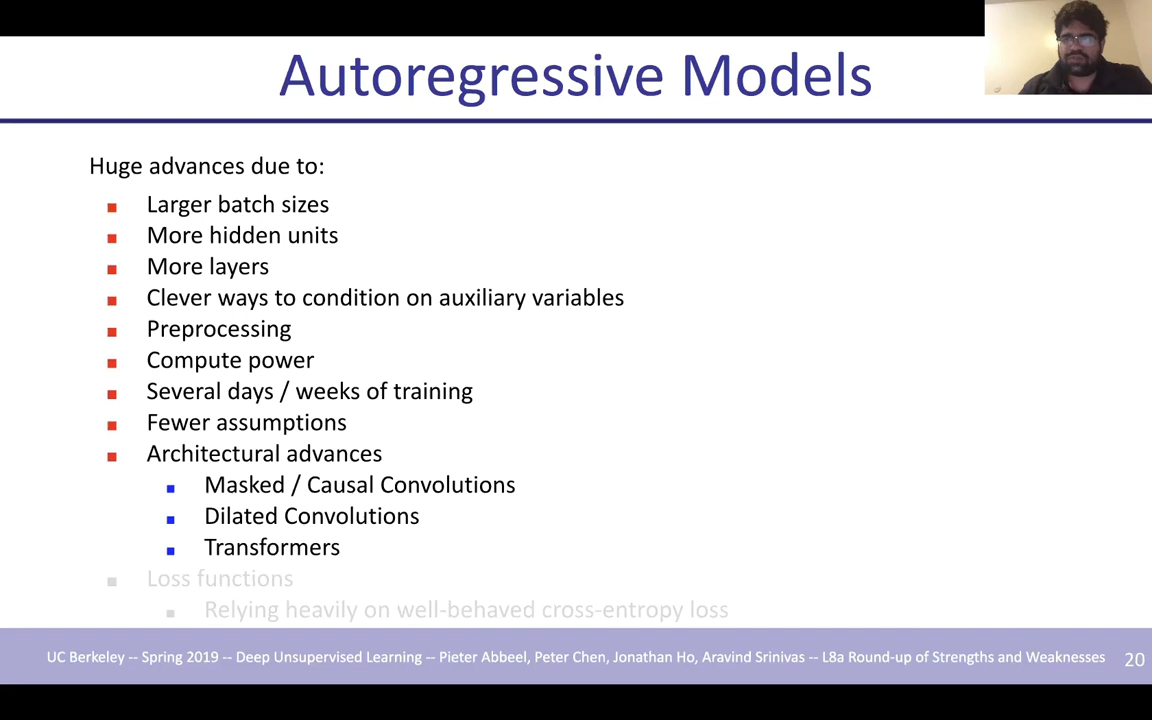 Autoregressive Models
Huge advances due to:
Larger batch sizes
More hidden units
More layers
Clever ways to condition on auxiliary variables
Preprocessing
Compute power
Several days / weeks of training
Fewer assumptions
Architectural advances
Masked / Causal Convolutions
Dilated Convolutions
Transformers
Loss functions
Relying heavily on well-behaved cross-entropy loss
UC Berkeley -- Spring 2019 -- Deep Unsupervised Learning -- Pieter Abbeel, Peter Chen, Jonathan Ho, Aravind Srinivas -- L8a Round-up of Strengths and Weaknesses 20